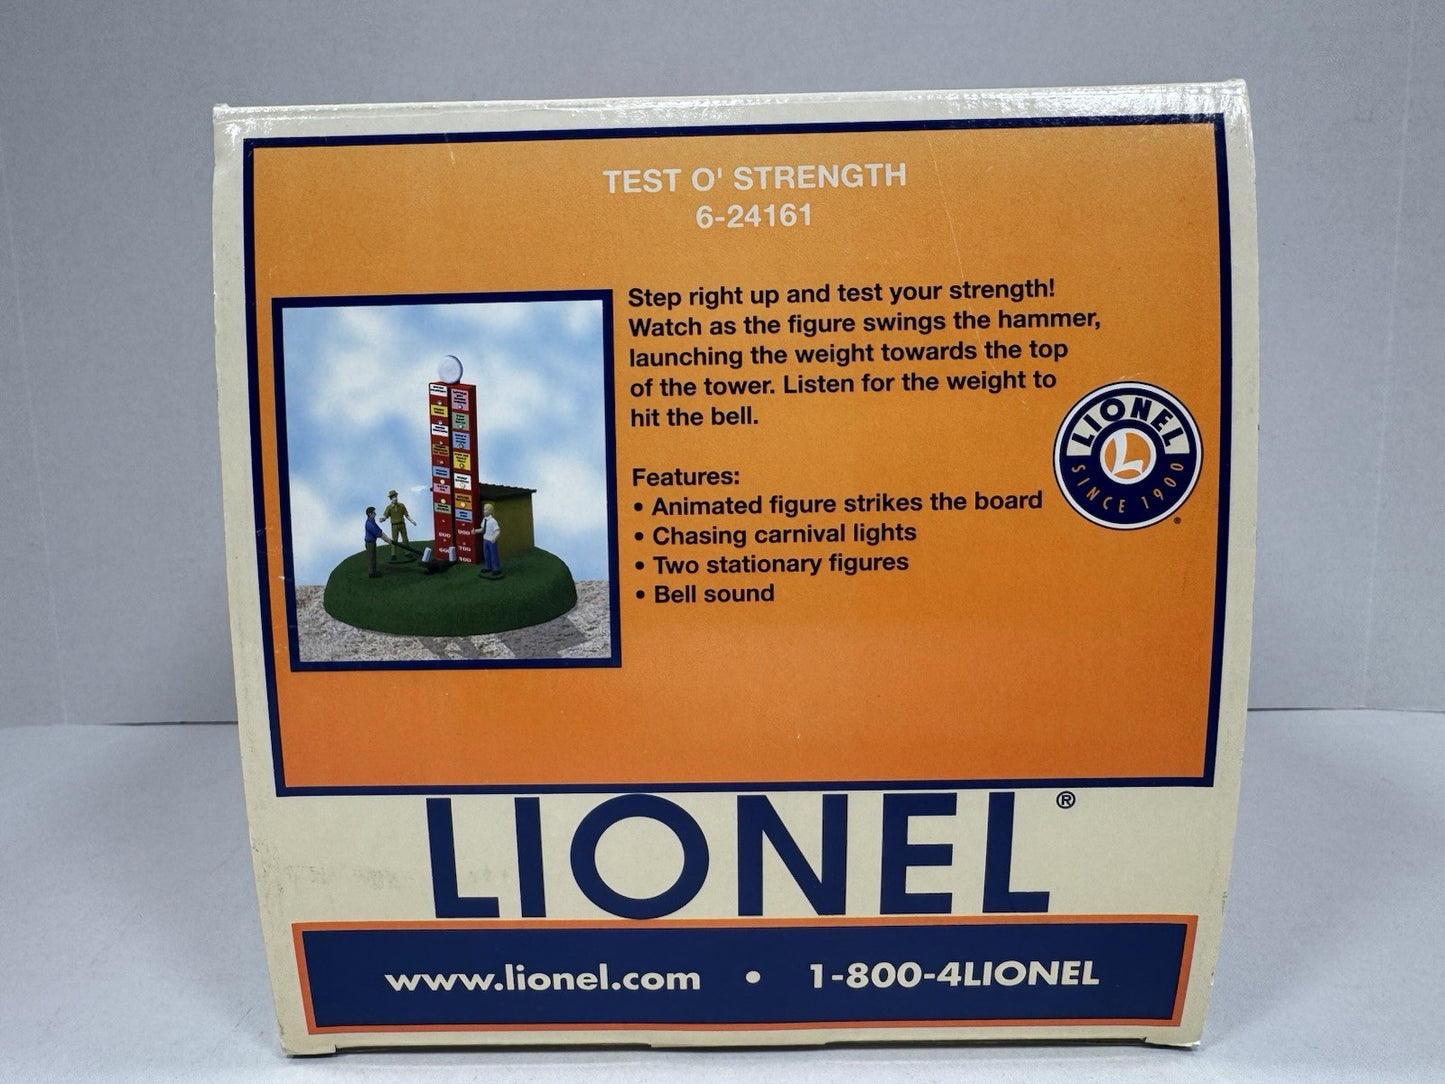 TEST O' STRENGTH
6-24161
Step right up and test your strength!
Watch as the figure swings the hammer,
launching the weight towards the top
of the tower. Listen for the weight to
hit the bell.
Features:
• Animated figure strikes the board
• Chasing carnival lights
• Two stationary figures
• Bell sound
LIONEL
L
SINCE 1900
®
LIONEL®
www.lionel.com • 1-800-4LIONEL